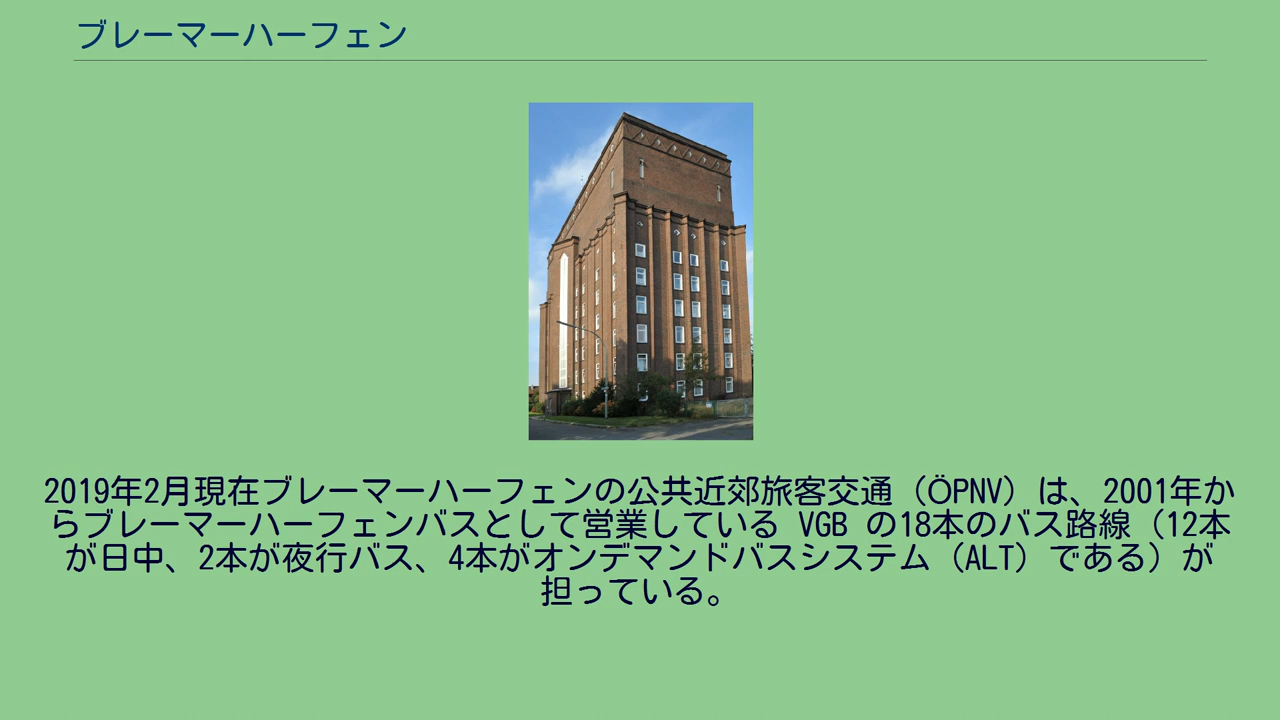 ブレーマーハーフェン
2019年2月現在ブレーマーハーフェンの公共近郊旅客交通（ÖPNV）は、2001年か
らブレーマーハーフェンバスとして営業している VGB の18本のバス路線（12本
が日中、2本が夜行バス、4本がオンデマンドバスシステム（ALT）である）が
担っている。